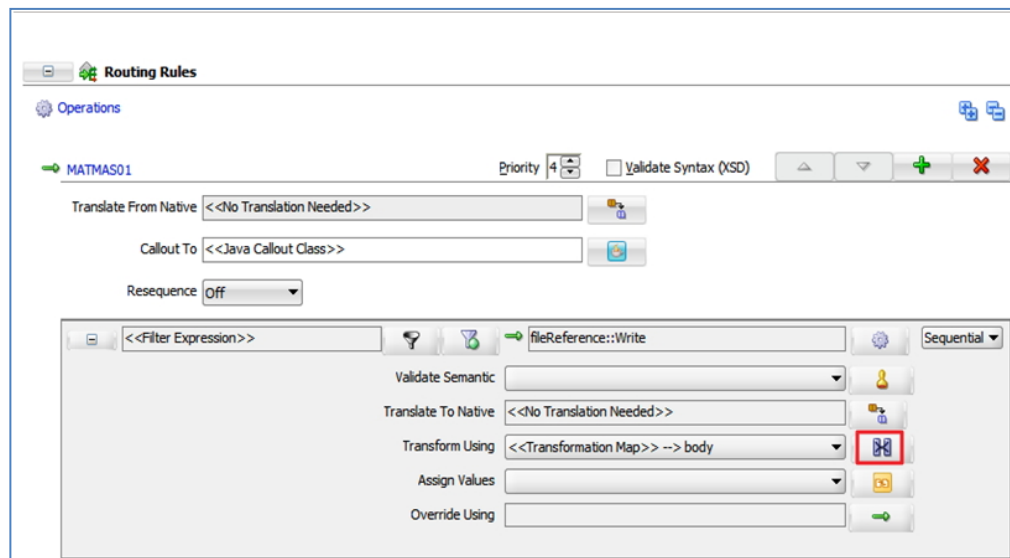 Routing Rules
Operations
MATMAS01 Priority 4 Validate Syntax (XSD)
Translate From Native <<No Translation Needed>>
Callout To <<Java Callout Class>>
Resequence Off
<<Filter Expression>> fileReference::Write Sequential
Validate Semantic
Translate To Native <<No Translation Needed>>
Transform Using <<Transformation Map>> --> body
Assign Values
Override Using